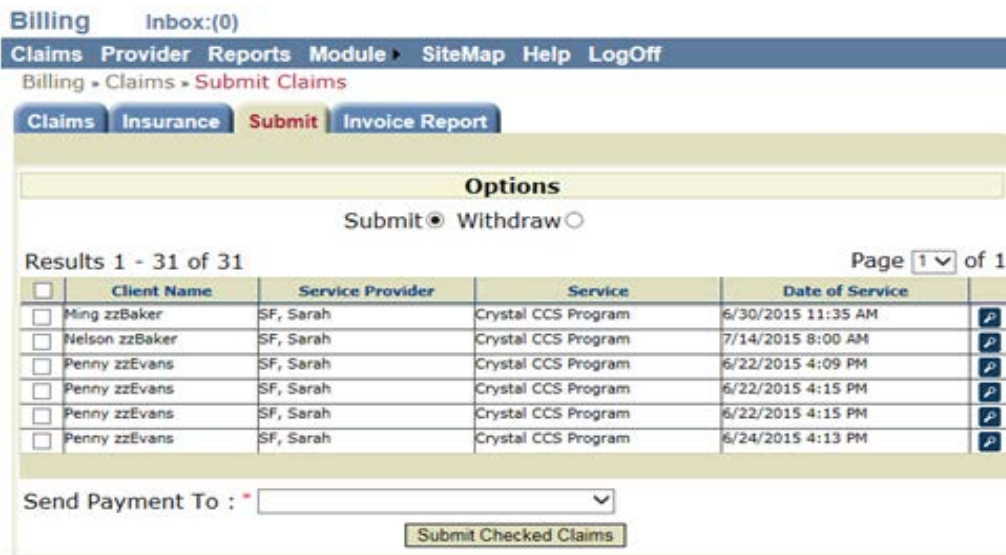 Billing Inbox:(0)
Claims Provider Reports Module SiteMap Help LogOff
Billing Claims Submit Claims
Claims Insurance Submit Invoice Report
Options
Submit Withdraw
Results 1 - 31 of 31 Page 1 of 1
Client Name Service Provider Service Date of Service
Ming zzBaker SF, Sarah Crystal CCS Program 6/30/2015 11:35 AM
Nelson zzBaker SF, Sarah Crystal CCS Program 7/14/2015 8:00 AM
Penny zzEvans SF, Sarah Crystal CCS Program 6/22/2015 4:09 PM
Penny zzEvans SF, Sarah Crystal CCS Program 6/22/2015 4:15 PM
Penny zzEvans SF, Sarah Crystal CCS Program 6/22/2015 4:15 PM
Penny zzEvans SF, Sarah Crystal CCS Program 6/24/2015 4:13 PM
Send Payment To : *
Submit Checked Claims